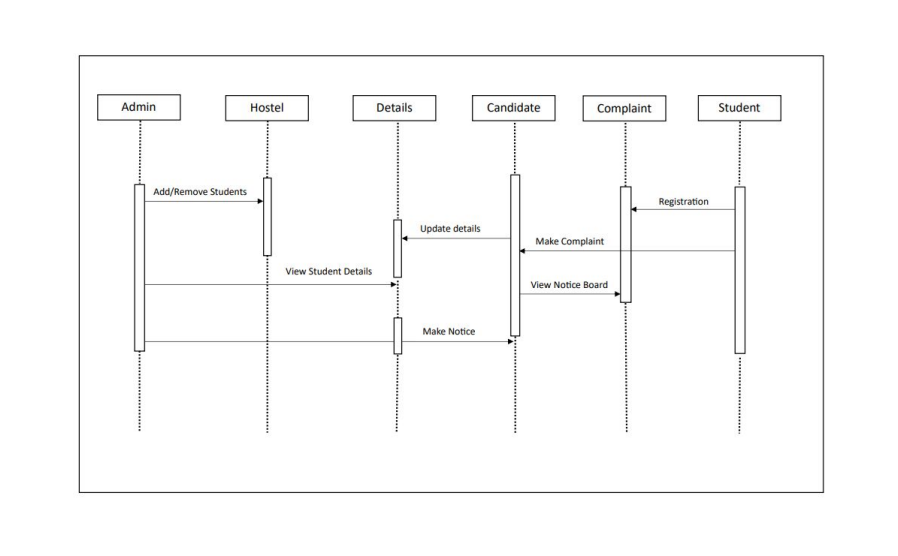 Admin
Hostel
Details
Candidate
Complaint
Student
Add/Remove Students
Registration
Update details
Make Complaint
View Student Details
View Notice Board
Make Notice